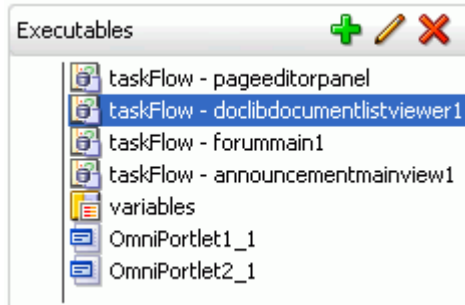 Executables
taskFlow - pageeditorpanel
taskFlow - doclibdocumentlistviewer1
taskFlow - forummain1
taskFlow - announcementmainview1
variables
OmniPortlet1_1
OmniPortlet2_1